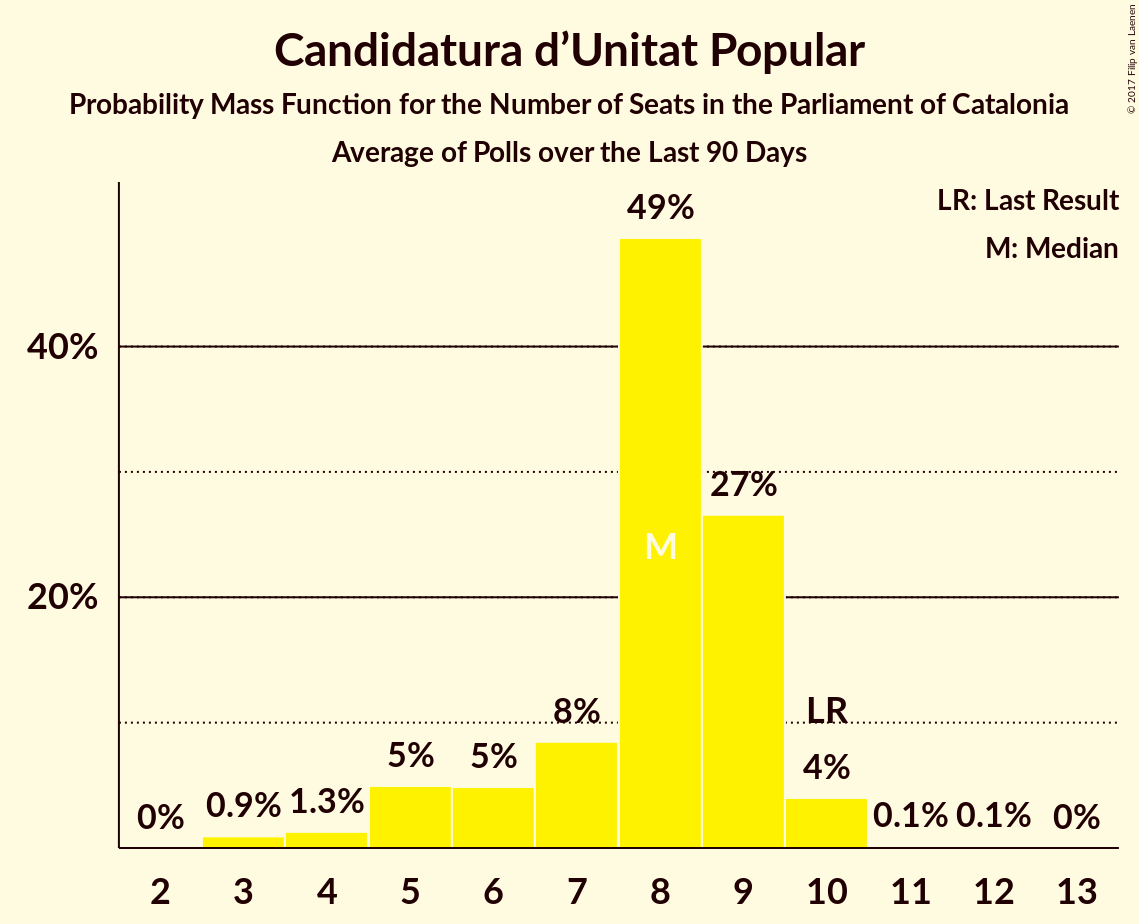 Candidatura d’Unitat Popular
Probability Mass Function for the Number of Seats in the Parliament of Catalonia
Average of Polls over the Last 90 Days
© 2017 Filip van Laenen
LR: Last Result
M: Median
49%
40%
27%
M
20%
LR
8%
5%
5%
4%
0%
0.9%
1.3%
0.1%
0.1%
0%
2 3 4 5 6 7 8 9 10 11 12 13